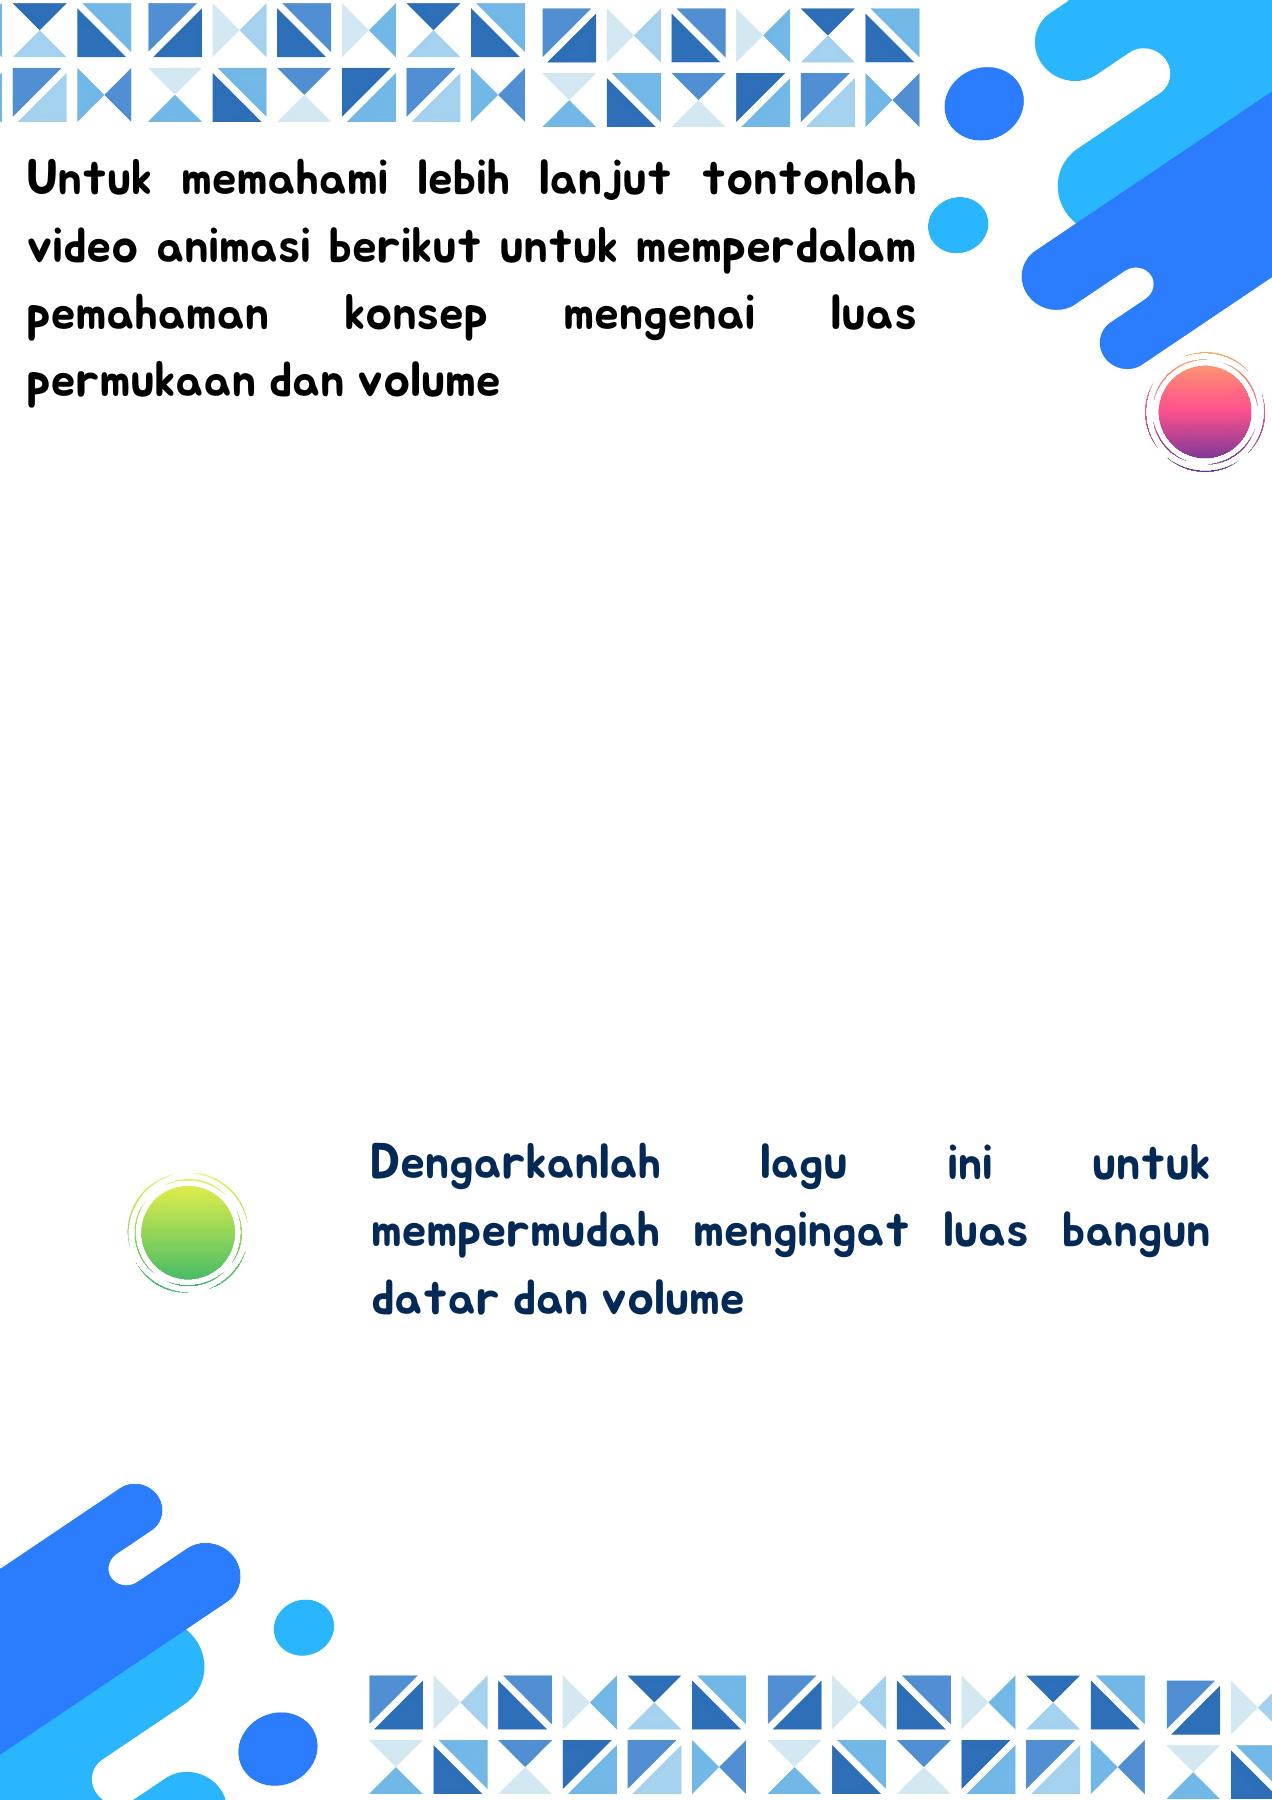 Untuk memahami lebih lanjut tontonlah
video animasi berikut untuk memperdalam
pemahaman konsep mengenai luas
permukaan dan volume
Dengarkanlah lagu ini untuk
mempermudah mengingat luas bangun
datar dan volume